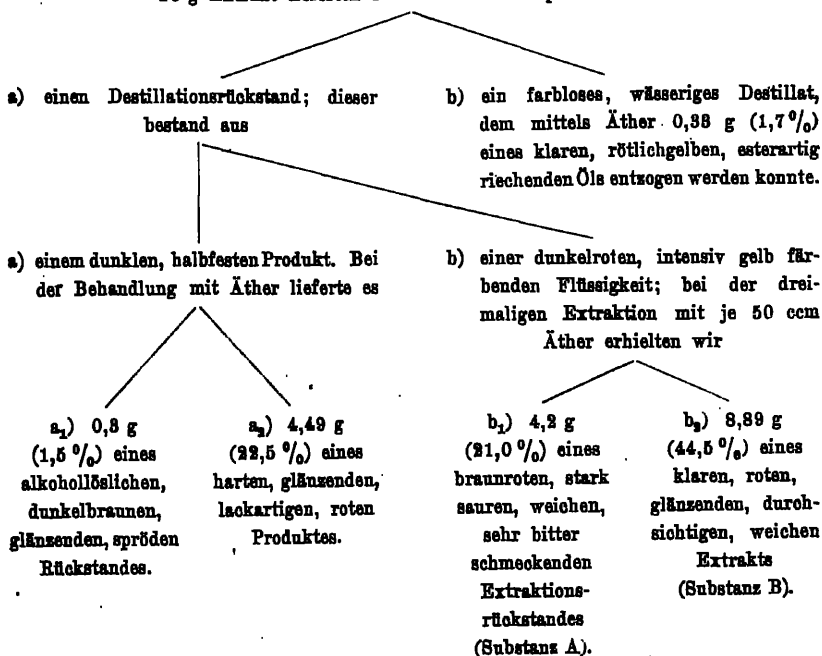 a) einen Destillationsrückstand; dieser
bestand aus
b) ein farbloses, wässeriges Destillat,
dem mittels Äther 0,33 g (1,7 %)
eines klaren, rötlichgelben, esterartig
riechenden Öls entzogen werden konnte.
a) einem dunklen, halbfesten Produkt. Bei
der Behandlung mit Äther lieferte es
b) einer dunkelroten, intensiv gelb fär-
benden Flüssigkeit; bei der drei-
maligen Extraktion mit je 50 ccm
Äther erhielten wir
a₁) 0,3 g
(1,5 %) eines
alkohollöslichen,
dunkelbraunen,
glänzenden, spröden
Rückstandes.
a₂) 4,49 g
(22,5 %) eines
harten, glänzenden,
lackartigen, roten
Produktes.
b₁) 4,2 g
(21,0 %) eines
braunroten, stark
sauren, weichen,
sehr bitter
schmeckenden
Extraktions-
rückstandes
(Substanz A).
b₂) 8,89 g
(44,5 %) eines
klaren, roten,
glänzenden, durch-
sichtigen, weichen
Extrakts
(Substanz B).